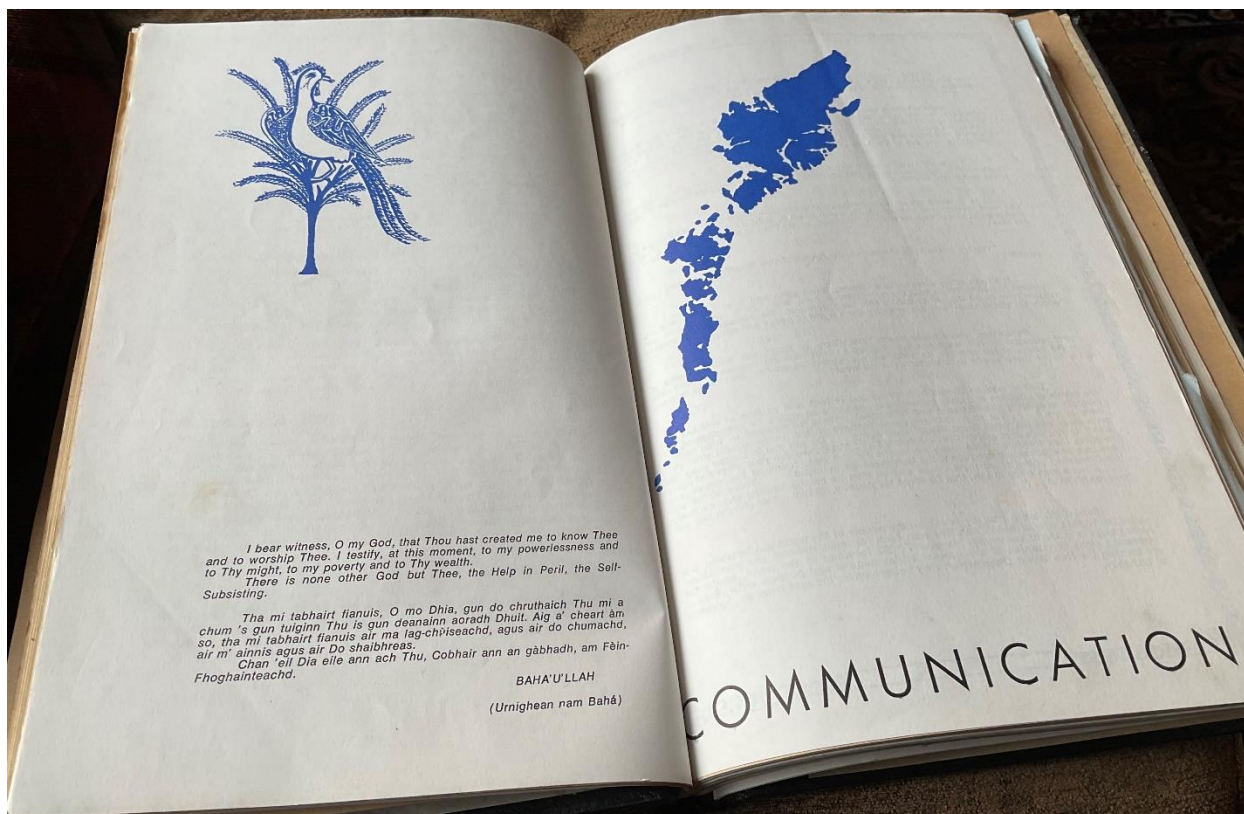 I bear witness, O my God, that Thou hast created me to know Thee
and to worship Thee. I testify, at this moment, to my powerlessness and
to Thy might, to my poverty and to Thy wealth.
There is none other God but Thee, the Help in Peril, the Self-
Subsisting.
Tha mi tabhairt fianuis, O mo Dhia, gun do chruthaich Thu mi a
chum 's gun tuiginn Thu is gun deanainn aoradh Dhuit. Aig a' cheart àm
so, tha mi tabhairt fianuis air ma lag-chùiseachd, agus air do chumachd,
air m' ainnis agus air Do shaibhreas.
Chan 'eil Dia eile ann ach Thu, Cobhair ann an gàbhadh, am Fèin-
Fhoghainteachd.
BAHA'U'LLAH
(Urnighean nam Bahá)
COMMUNICATION